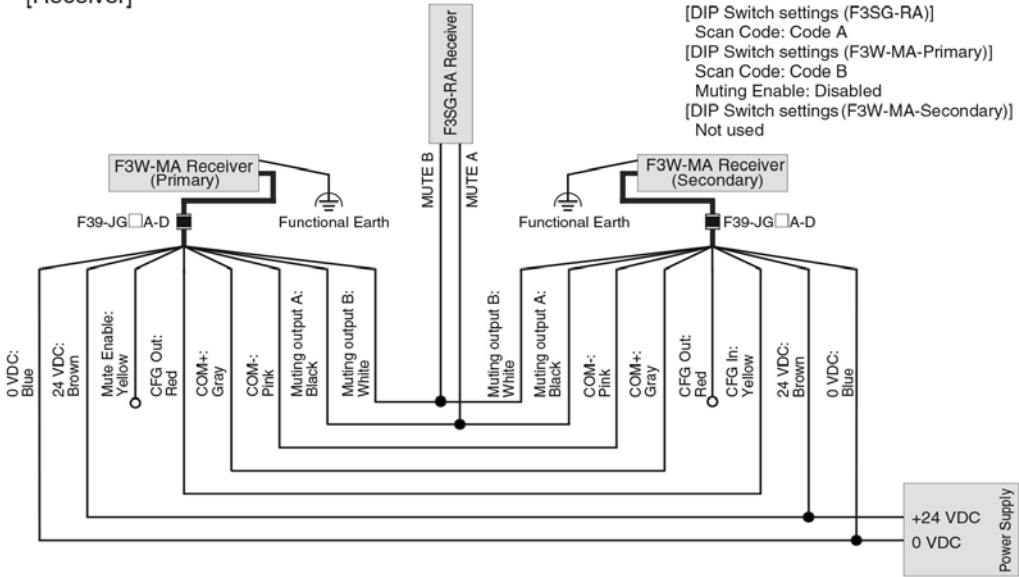 [Receiver]
[DIP Switch settings (F3SG-RA)]
Scan Code: Code A
[DIP Switch settings (F3W-MA-Primary)]
Scan Code: Code B
Muting Enable: Disabled
[DIP Switch settings (F3W-MA-Secondary)]
Not used
F3SG-RA Receiver
MUTE B
MUTE A
F3W-MA Receiver
(Primary)
Functional Earth
F39-JG□A-D
F3W-MA Receiver
(Secondary)
Functional Earth
F39-JG□A-D
0 VDC:
Blue
24 VDC:
Brown
Mute Enable:
Yellow
CFG Out:
Red
COM+:
Gray
COM-:
Pink
Muting output A:
Black
Muting output B:
White
Muting output B:
White
Muting output A:
Black
COM-:
Pink
COM+:
Gray
CFG Out:
Red
CFG In:
Yellow
24 VDC:
Brown
0 VDC:
Blue
+24 VDC
0 VDC
Power Supply